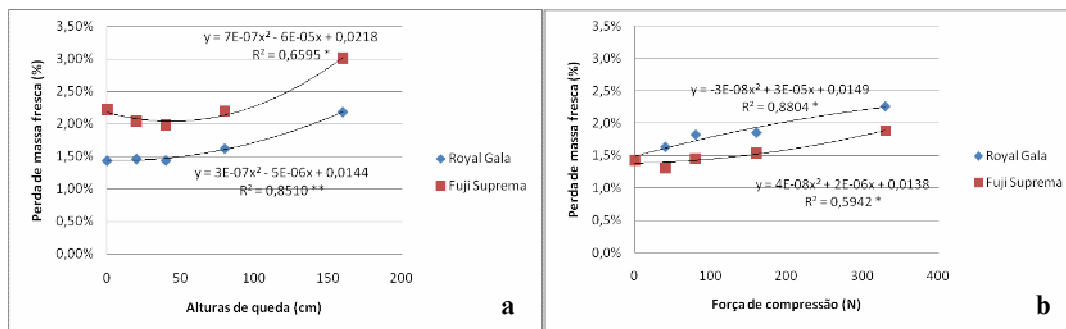 3,50%
3,00%
2,50%
2,00%
1,50%
1,00%
0,50%
0,00%
Perda de massa fresca (%)
y = 7E-07x² - 6E-05x + 0,0218
R² = 0,6595 *
y = 3E-07x² - 5E-06x + 0,0144
R² = 0,8510 **
0 50 100 150 200
Alturas de queda (cm)
Royal Gala
Fuji Suprema
a
3,5%
3,0%
2,5%
2,0%
1,5%
1,0%
0,5%
0,0%
Perda de massa fresca (%)
y = -3E-08x² + 3E-05x + 0,0149
R² = 0,8804 *
y = 4E-08x² + 2E-06x + 0,0138
R² = 0,5942 *
0 100 200 300 400
Força de compressão (N)
Royal Gala
Fuji Suprema
b